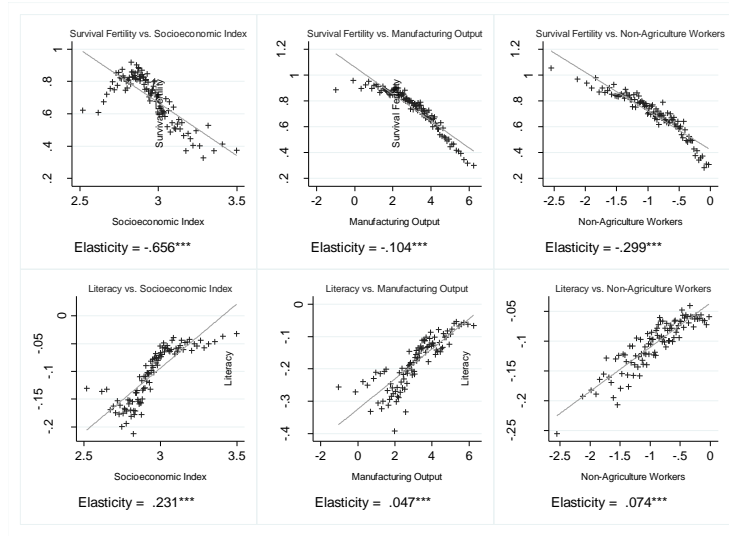 Survival Fertility vs. Socioeconomic Index
Survival Fertility
1
.8
.6
.4
.2
2.5 3 3.5
Socioeconomic Index
Elasticity = -.656***
Survival Fertility vs. Manufacturing Output
Survival Fertility
1.2
1
.8
.6
.4
.2
-2 0 2 4 6
Manufacturing Output
Elasticity = -.104***
Survival Fertility vs. Non-Agriculture Workers
1.2
1
.8
.6
.4
.2
-2.5 -2 -1.5 -1 -.5 0
Non-Agriculture Workers
Elasticity = -.299***
Literacy vs. Socioeconomic Index
Literacy
0
-.05
-.1
-.15
-.2
2.5 3 3.5
Socioeconomic Index
Elasticity = .231***
Literacy vs. Manufacturing Output
Literacy
0
-.1
-.2
-.3
-.4
-2 0 2 4 6
Manufacturing Output
Elasticity = .047***
Literacy vs. Non-Agriculture Workers
-.05
-.1
-.15
-.2
-.25
-2.5 -2 -1.5 -1 -.5 0
Non-Agriculture Workers
Elasticity = .074***